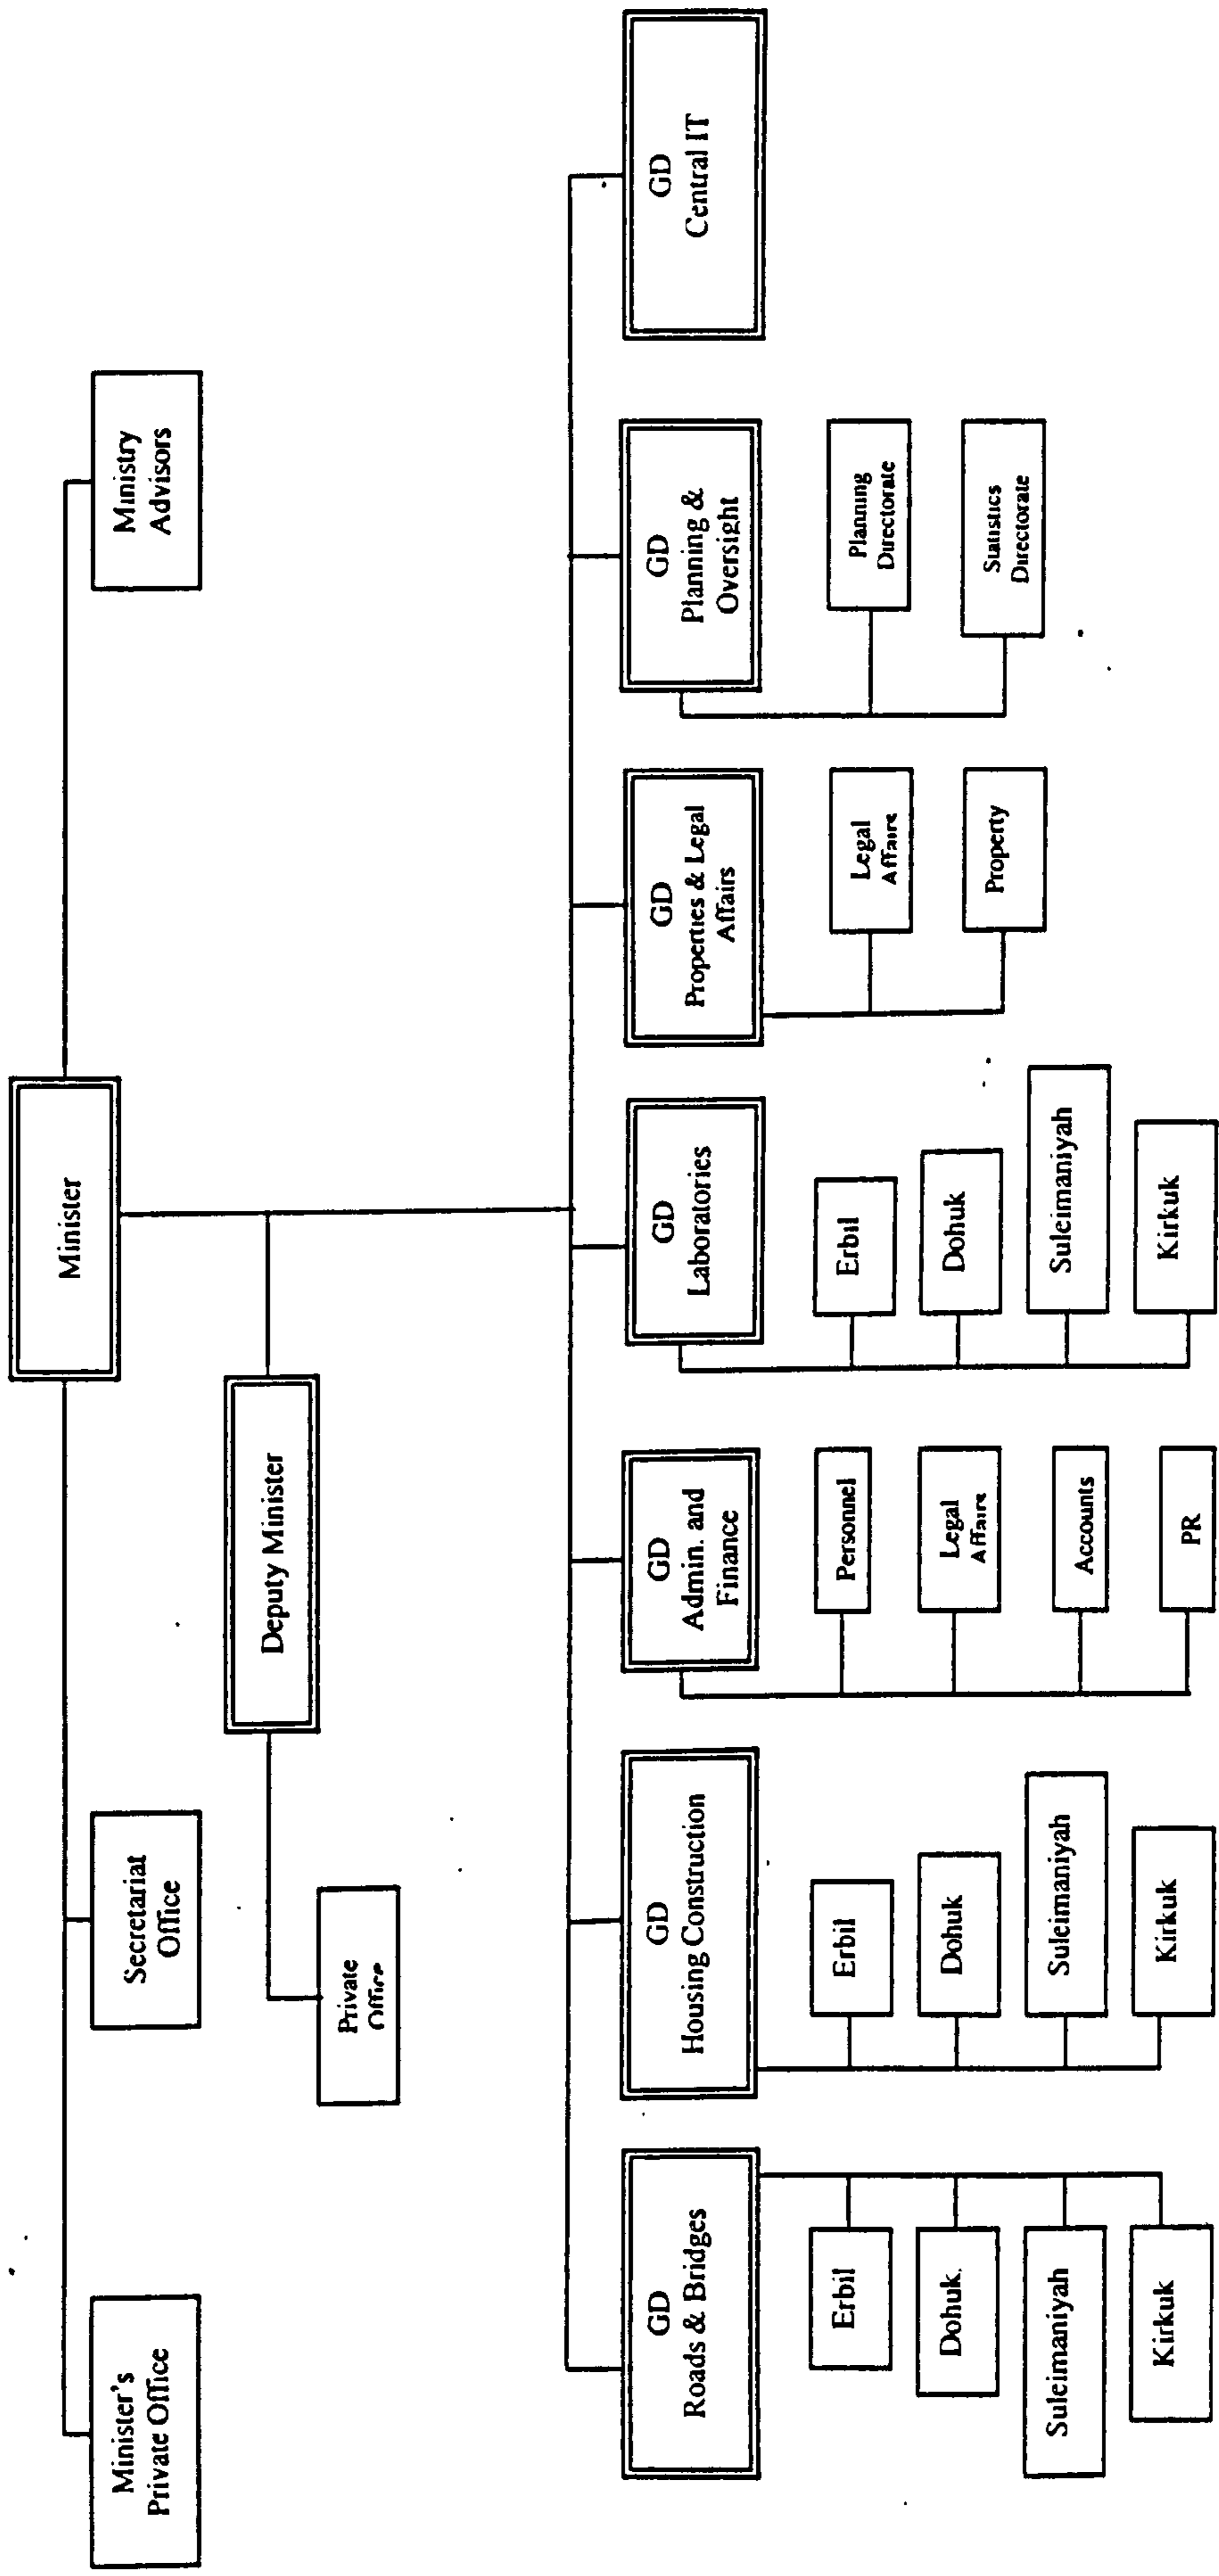 Minister
Minister's
Private Office
Secretariat
Office
Ministry
Advisors
Deputy Minister
Private
Office
GD
Roads & Bridges
Erbil
Dohuk
Suleimaniyah
Kirkuk
GD
Housing Construction
Erbil
Dohuk
Suleimaniyah
Kirkuk
GD
Admin. and
Finance
Personnel
Legal
Affairs
Accounts
PR
GD
Laboratories
Erbil
Dohuk
Suleimaniyah
Kirkuk
GD
Properties & Legal
Affairs
Legal
Affairs
Property
GD
Planning &
Oversight
Planning
Directorate
Statistics
Directorate
GD
Central IT